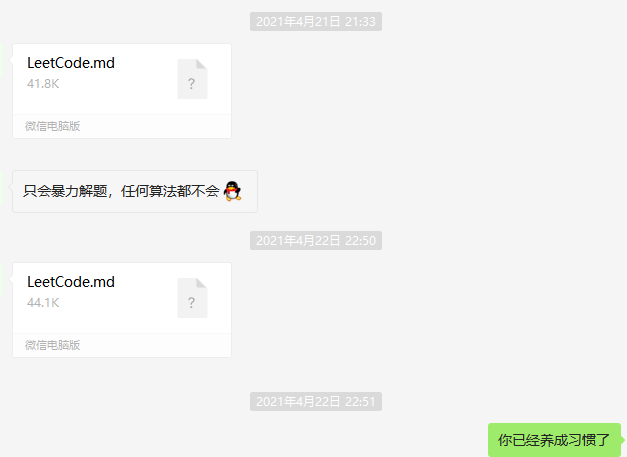 2021年4月21日 21:33
LeetCode.md
41.8K
?
微信电脑版
只会暴力解题，任何算法都不会
2021年4月22日 22:50
LeetCode.md
44.1K
?
微信电脑版
2021年4月22日 22:51
你已经养成习惯了